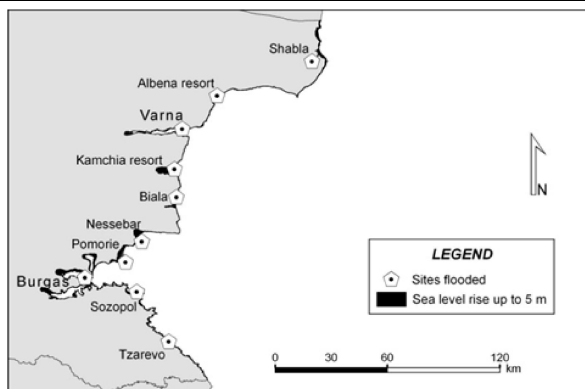 Shabla
Albena resort
Varna
Kamchia resort
Biala
Nessebar
Pomorie
Burgas
Sozopol
Tzarevo
N
LEGEND
Sites flooded
Sea level rise up to 5 m
0 30 60 120
km